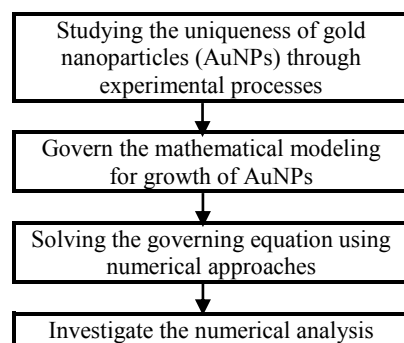 Studying the uniqueness of gold
nanoparticles (AuNPs) through
experimental processes
Govern the mathematical modeling
for growth of AuNPs
Solving the governing equation using
numerical approaches
Investigate the numerical analysis